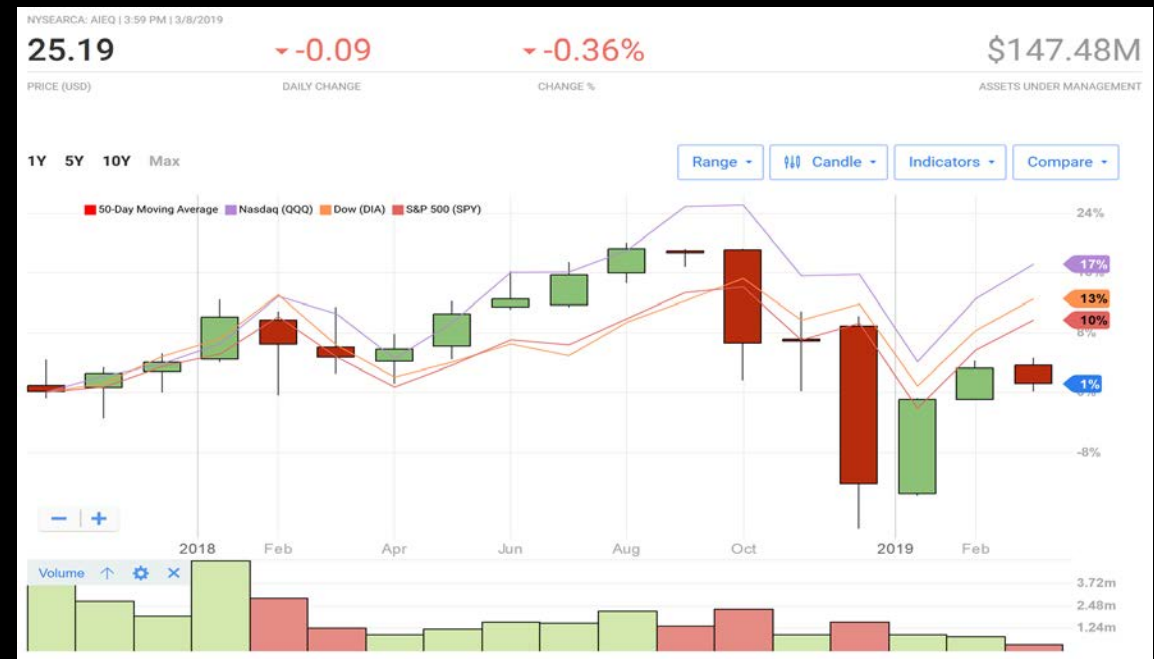 NYSEARCA: AIEQ | 3:59 PM | 3/8/2019
25.19 -0.09 -0.36% $147.48M
PRICE (USD) DAILY CHANGE CHANGE % ASSETS UNDER MANAGEMENT
1Y 5Y 10Y Max Range Candle Indicators Compare
50-Day Moving Average Nasdaq (QQQ) Dow (DIA) S&P 500 (SPY)
24%
17%
13%
10%
8%
1%
-8%
2018 Feb Apr Jun Aug Oct 2019 Feb
Volume
3.72m
2.48m
1.24m